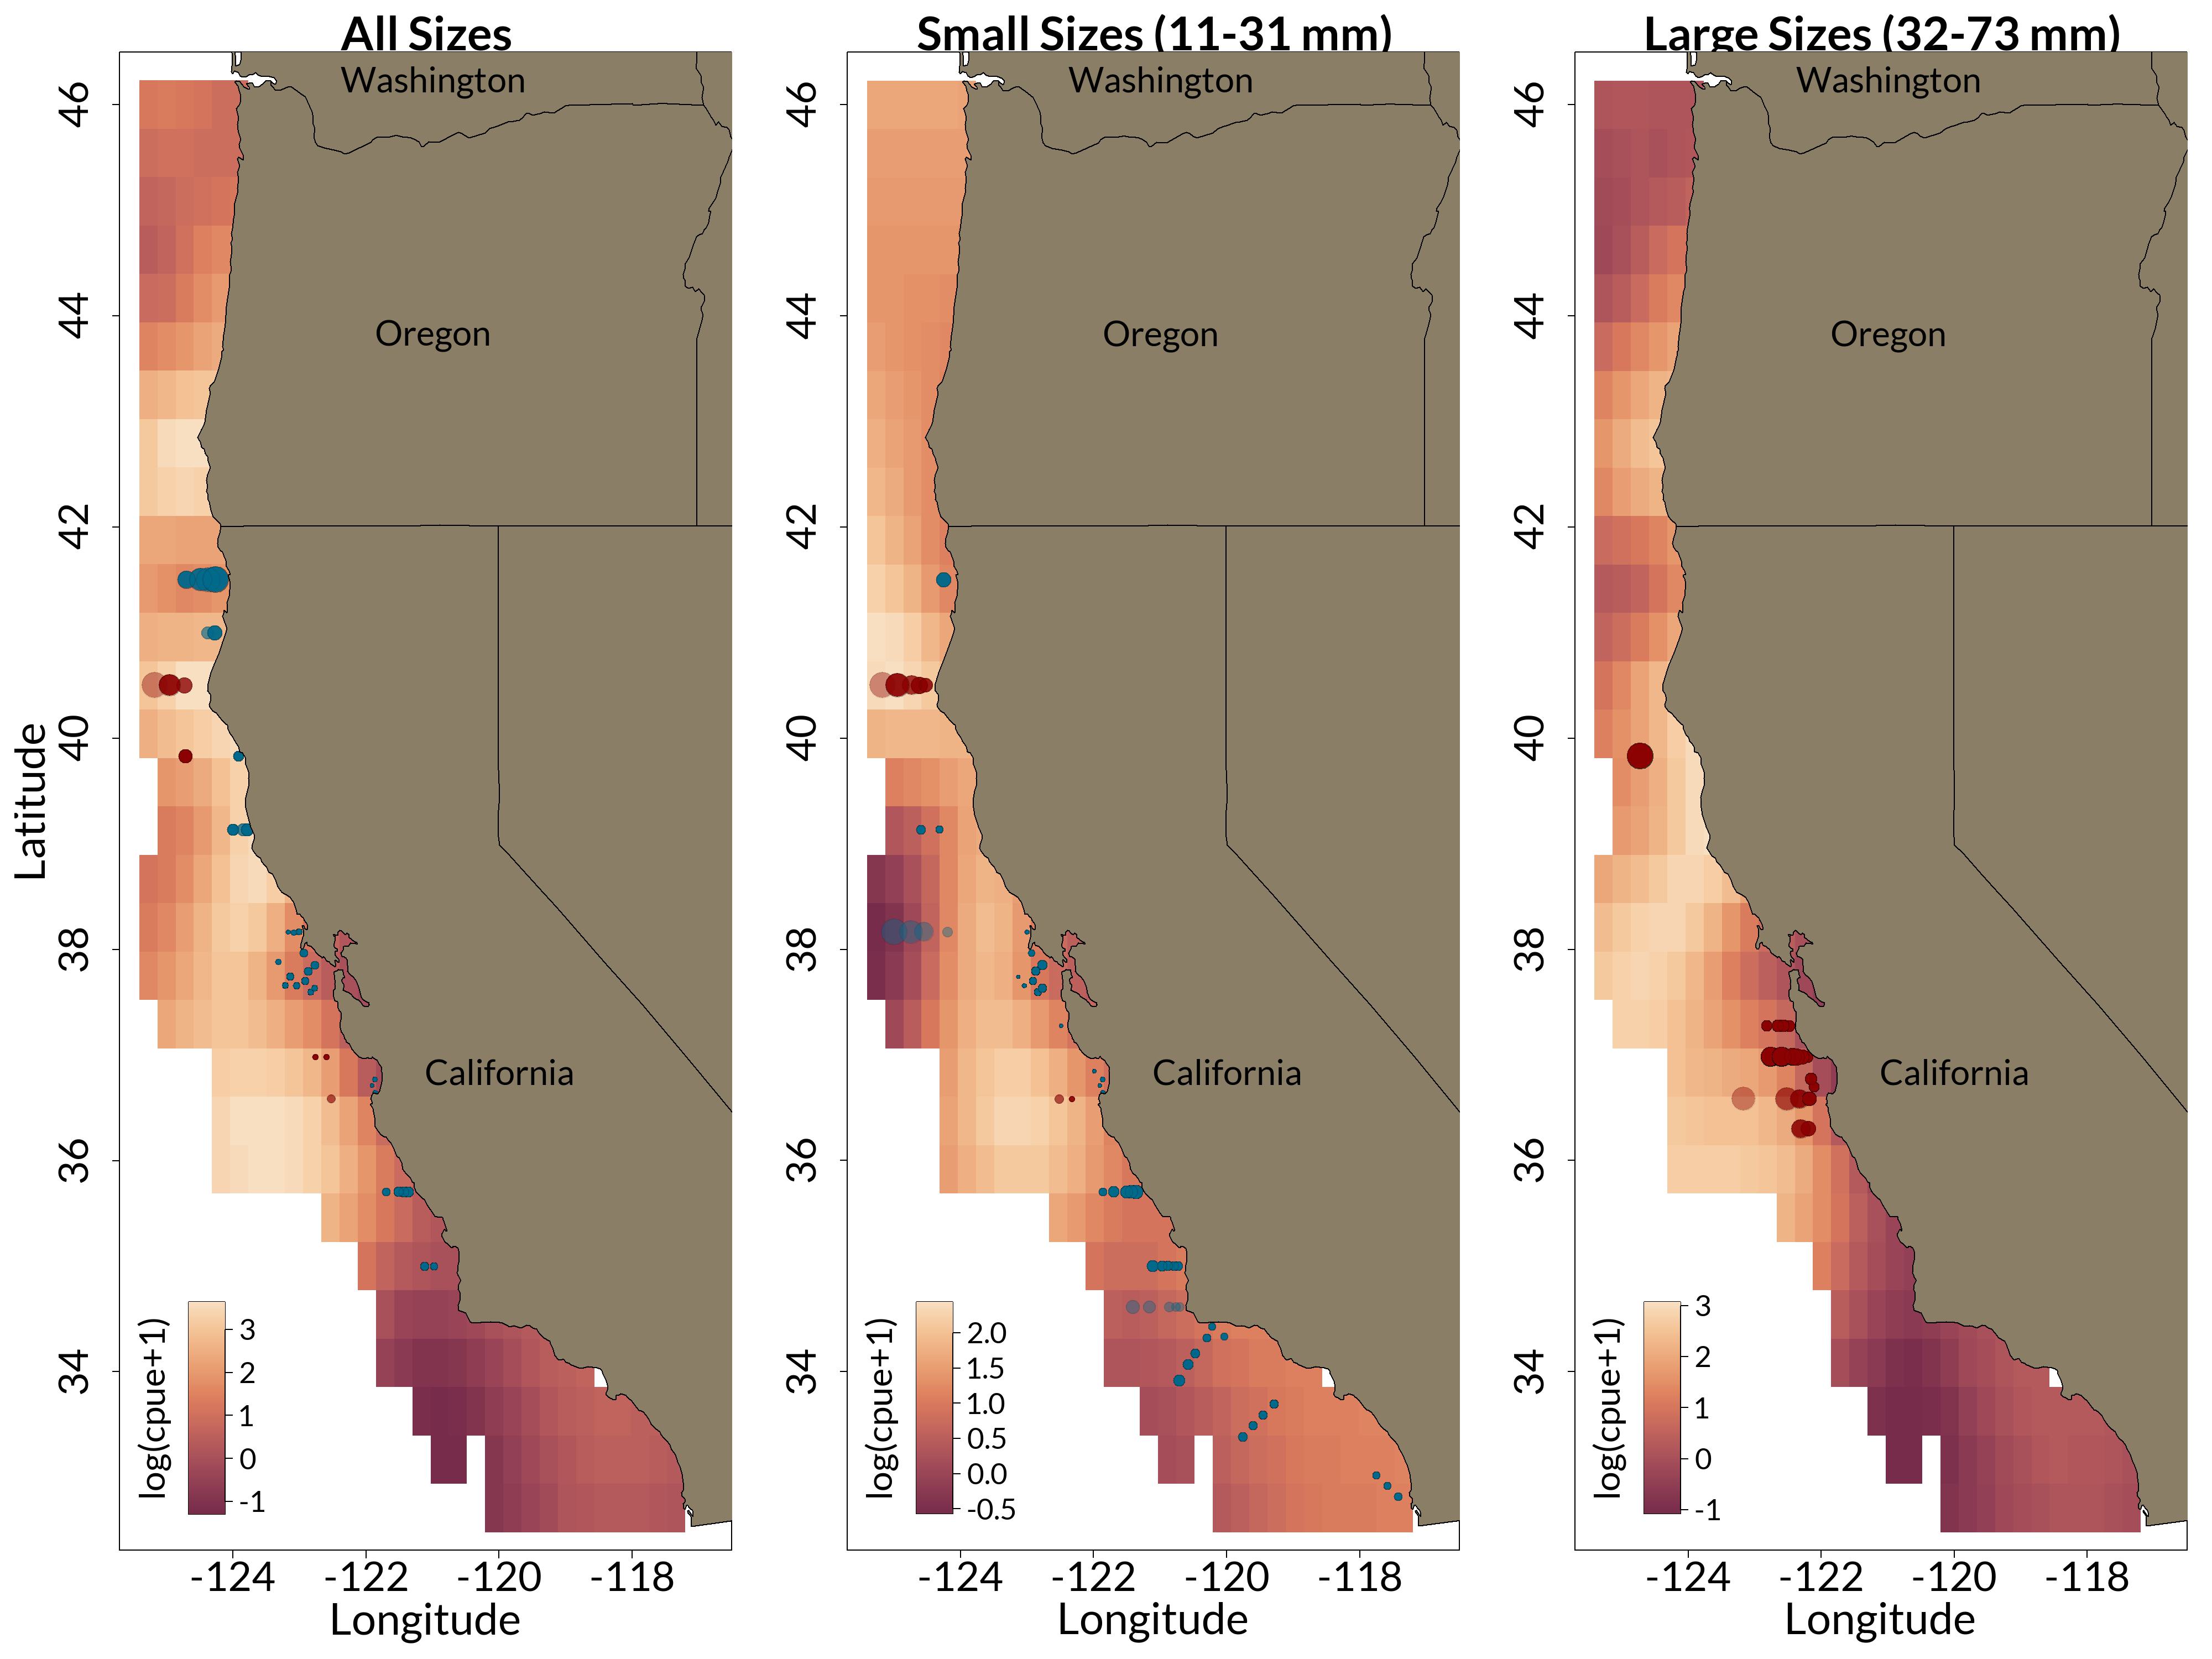 All Sizes
Small Sizes (11-31 mm)
Large Sizes (32-73 mm)
Washington
Washington
Washington
46
46
46
44
44
44
Oregon
Oregon
Oregon
42
42
42
Latitude
40
40
40
38
38
38
California
California
California
36
36
36
34
34
34
log(cpue+1)
3
2
1
0
-1
log(cpue+1)
2.0
1.5
1.0
0.5
0.0
-0.5
log(cpue+1)
3
2
1
0
-1
-124 -122 -120 -118
-124 -122 -120 -118
-124 -122 -120 -118
Longitude
Longitude
Longitude